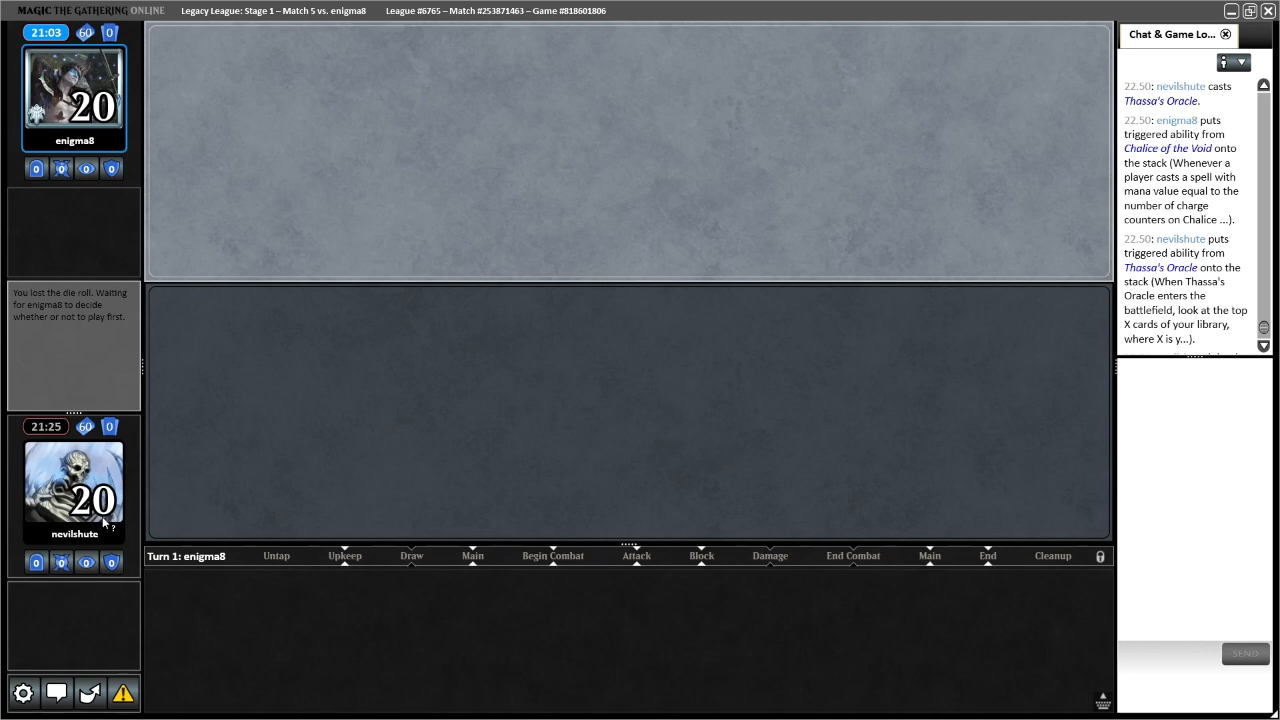 MAGIC THE GATHERING ONLINE Legacy League: Stage 1 – Match 5 vs. enigma8 League #6765 – Match #253871463 – Game #818601806
21:03 60 0
20
enigma8
0 0 0 0
You lost the die roll. Waiting
for enigma8 to decide
whether or not to play first.
21:25 60 0
20
?
nevilshute
0 0 0 0
Turn 1: enigma8 Untap Upkeep Draw Main Begin Combat Attack Block Damage End Combat Main End Cleanup
Chat & Game Lo...
22.50: nevilshute casts
Thassa's Oracle.
22.50: enigma8 puts
triggered ability from
Chalice of the Void onto
the stack (Whenever a
player casts a spell with
mana value equal to the
number of charge
counters on Chalice ...).
22.50: nevilshute puts
triggered ability from
Thassa's Oracle onto the
stack (When Thassa's
Oracle enters the
battlefield, look at the top
X cards of your library,
where X is y...).
SEND